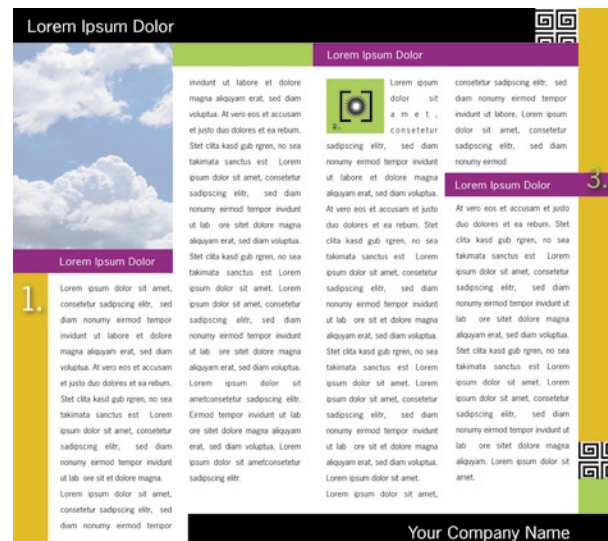 Lorem Ipsum Dolor
Lorem Ipsum Dolor
1.
Lorem ipsum dolor sit amet,
consetetur sadipscing elitr, sed
diam nonumy eirmod tempor
invidunt ut labore et dolore
magna aliquyam erat, sed diam
voluptua. At vero eos et accusam
et justo duo dolores et ea rebum.
Stet clita kasd gub rgren, no sea
takimata sanctus est Lorem
ipsum dolor sit amet, consetetur
sadipscing elitr, sed diam
nonumy eirmod tempor invidunt
ut lab ore sit et dolore magna.
Lorem ipsum dolor sit amet,
consetetur sadipscing elitr, sed
diam nonumy eirmod tempor
invidunt ut labore et dolore
magna aliquyam erat, sed diam
voluptua. At vero eos et accusam
et justo duo dolores et ea rebum.
Stet clita kasd gub rgren, no sea
takimata sanctus est Lorem
ipsum dolor sit amet, consetetur
sadipscing elitr, sed diam
nonumy eirmod tempor invidunt
ut lab ore sitet dolore magna
aliquyam erat, sed diam voluptua.
Stet clita kasd gub rgren, no sea
takimata sanctus est Lorem
ipsum dolor sit amet. Lorem
ipsum dolor sit amet, consetetur
sadipscing elitr, sed diam
nonumy eirmod tempor invidunt
ut lab ore sitet dolore magna
aliquyam erat, sed diam voluptua.
Lorem ipsum dolor sit
ametconsetetur sadipscing elitr.
Eirmod tempor invidunt ut lab
ore sitet dolore magna aliquyam
erat, sed diam voluptua. Lorem
ipsum dolor sit ametconsetetur
sadipscing elitr.
Lorem Ipsum Dolor
2.
Lorem ipsum
dolor sit
amet,
consetetur
sadipscing elitr, sed diam
nonumy eirmod tempor invidunt
ut labore et dolore magna
aliquyam erat, sed diam voluptua.
At vero eos et accusam et justo
duo dolores et ea rebum. Stet
clita kasd gub rgren, no sea
takimata sanctus est Lorem
ipsum dolor sit amet, consetetur
sadipscing elitr, sed diam
nonumy eirmod tempor invidunt
ut lab ore sitet dolore magna
aliquyam erat, sed diam voluptua.
Stet clita kasd gub rgren, no sea
takimata sanctus est Lorem
ipsum dolor sit amet. Lorem
ipsum dolor sit amet, consetetur
sadipscing elitr, sed diam
nonumy eirmod tempor invidunt
ut lab ore sit et dolore magna
aliquyam erat, sed diam voluptua.
Lorem ipsum dolor sit amet.
Lorem ipsum dolor sit amet,
consetetur sadipscing elitr, sed
diam nonumy eirmod tempor
invidunt ut labore. Lorem ipsum
dolor sit amet, consetetur
sadipscing elitr, sed diam
nonumy eirmod
Lorem Ipsum Dolor
3.
At vero eos et accusam et justo
duo dolores et ea rebum. Stet
clita kasd gub rgren, no sea
takimata sanctus est Lorem
ipsum dolor sit amet, consetetur
sadipscing elitr, sed diam
nonumy eirmod tempor invidunt ut
lab ore sitet dolore magna
aliquyam erat, sed diam voluptua.
Stet clita kasd gub rgren, no sea
takimata sanctus est Lorem
ipsum dolor sit amet. Lorem
ipsum dolor sit amet, consetetur
sadipscing elitr, sed diam
nonumy eirmod tempor invidunt ut
lab ore sitet dolore magna
aliquyam. Lorem ipsum dolor sit
amet.
Your Company Name